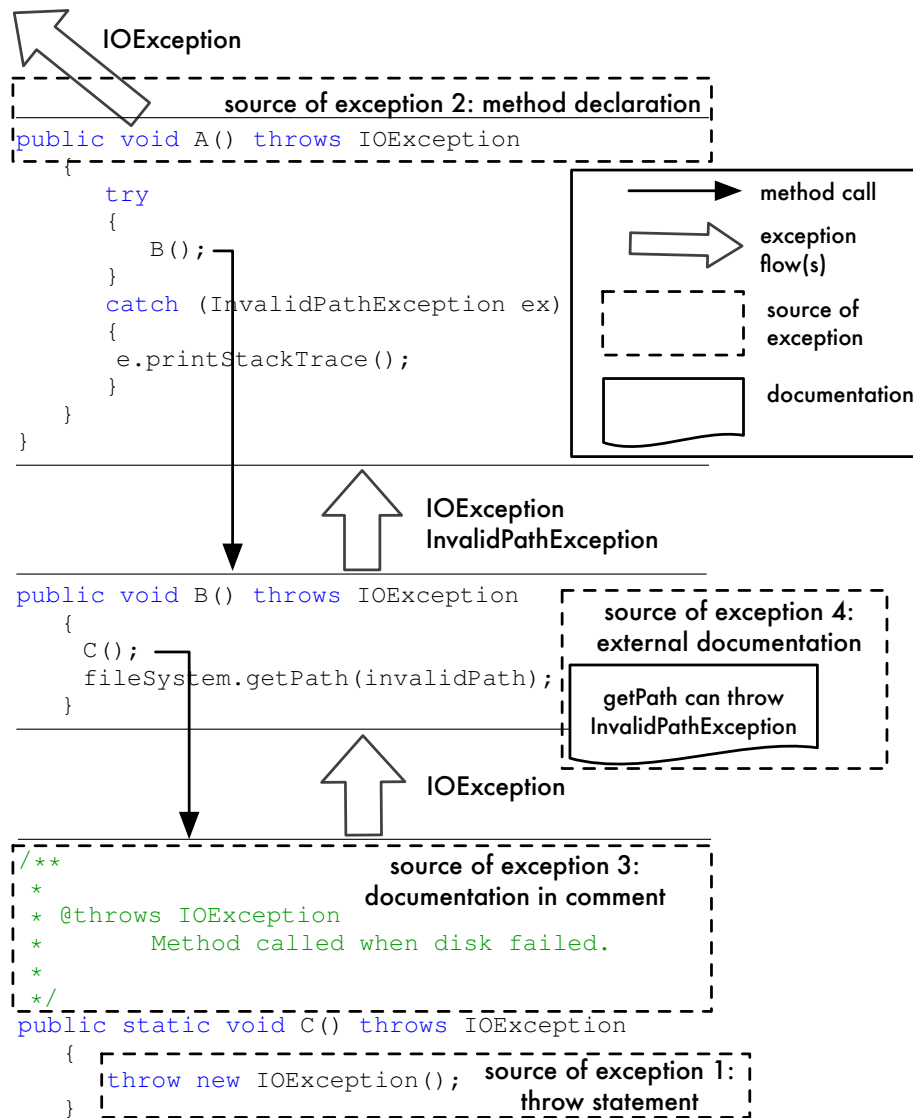 IOException
source of exception 2: method declaration
public void A() throws IOException
{
try
{
B();
}
catch (InvalidPathException ex)
{
e.printStackTrace();
}
}
}
method call
exception
flow(s)
source of
exception
documentation
IOException
InvalidPathException
public void B() throws IOException
{
C();
fileSystem.getPath(invalidPath);
}
source of exception 4:
external documentation
getPath can throw
InvalidPathException
IOException
/**
*
* @throws IOException
* Method called when disk failed.
*
*/
source of exception 3:
documentation in comment
public static void C() throws IOException
{
throw new IOException();
}
source of exception 1:
throw statement